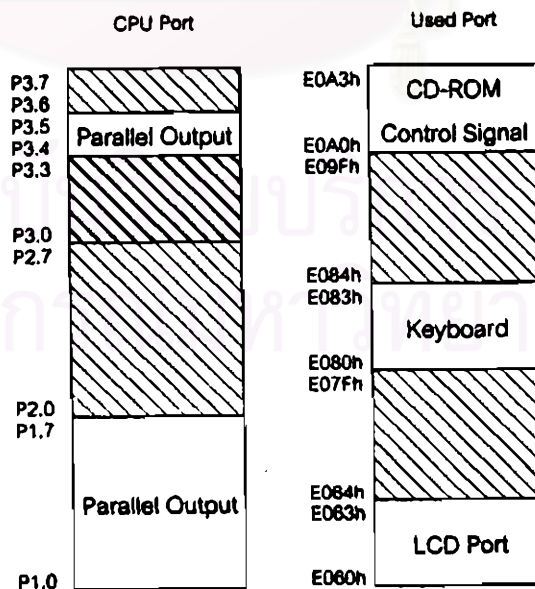 CPU Port
P3.7
P3.6
P3.5
P3.4
P3.3
P3.0
P2.7
P2.0
P1.7
P1.0
Parallel Output
Parallel Output
Used Port
E0A3h
E0A0h
E09Fh
E084h
E083h
E080h
E07Fh
E064h
E063h
E060h
CD-ROM
Control Signal
Keyboard
LCD Port